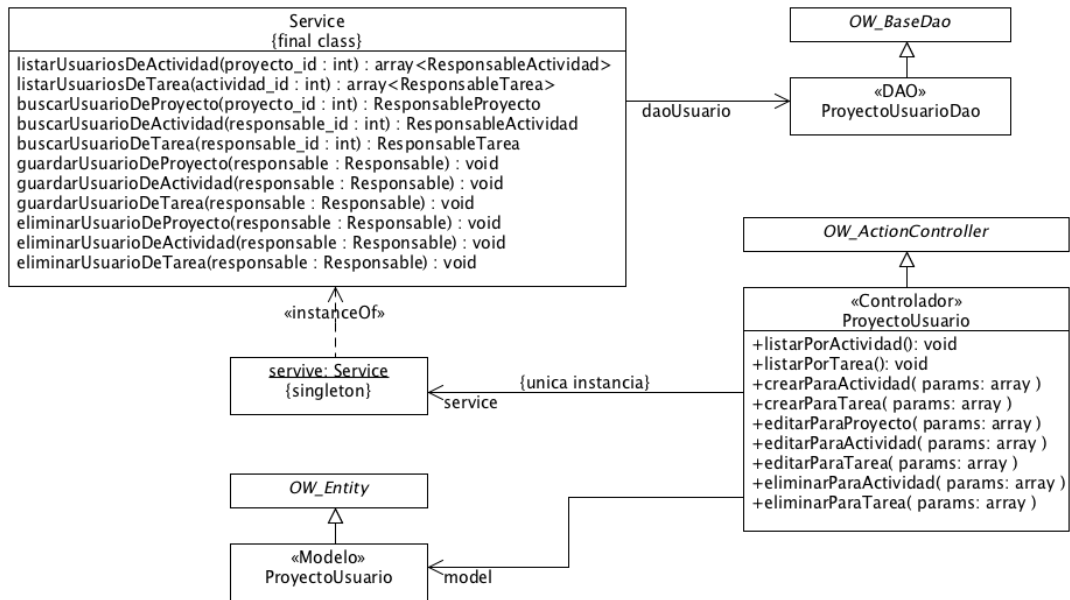 Service
{final class}
listarUsuariosDeActividad(proyecto_id : int) : array<ResponsableActividad>
listarUsuariosDeTarea(actividad_id : int) : array<ResponsableTarea>
buscarUsuarioDeProyecto(proyecto_id : int) : ResponsableProyecto
buscarUsuarioDeActividad(responsable_id : int) : ResponsableActividad
buscarUsuarioDeTarea(responsable_id : int) : ResponsableTarea
guardarUsuarioDeProyecto(responsable : Responsable) : void
guardarUsuarioDeActividad(responsable : Responsable) : void
guardarUsuarioDeTarea(responsable : Responsable) : void
eliminarUsuarioDeProyecto(responsable : Responsable) : void
eliminarUsuarioDeActividad(responsable : Responsable) : void
eliminarUsuarioDeTarea(responsable : Responsable) : void
daoUsuario
OW_BaseDao
«DAO»
ProyectoUsuarioDao
OW_ActionController
«Controlador»
ProyectoUsuario
+listarPorActividad(): void
+listarPorTarea(): void
+crearParaActividad( params: array )
+crearParaTarea( params: array )
+editarParaProyecto( params: array )
+editarParaActividad( params: array )
+editarParaTarea( params: array )
+eliminarParaActividad( params: array )
+eliminarParaTarea( params: array )
«instanceOf»
servive: Service
{singleton}
{unica instancia}
service
OW_Entity
«Modelo»
ProyectoUsuario
model